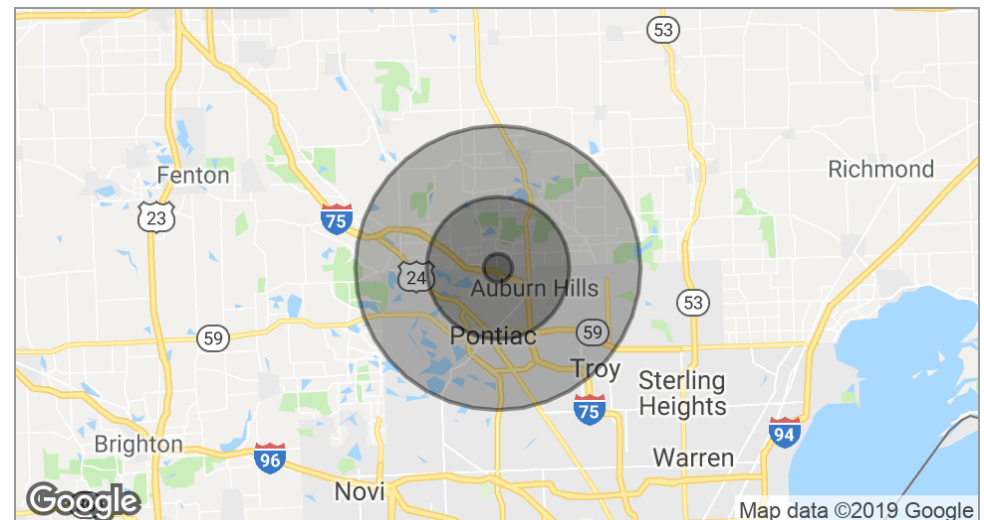 53
Fenton
Richmond
23
75
24
Auburn Hills
53
59
Pontiac
59
Troy
Sterling
Heights
75
94
Brighton
96
Warren
Novi
Google
Map data ©2019 Google